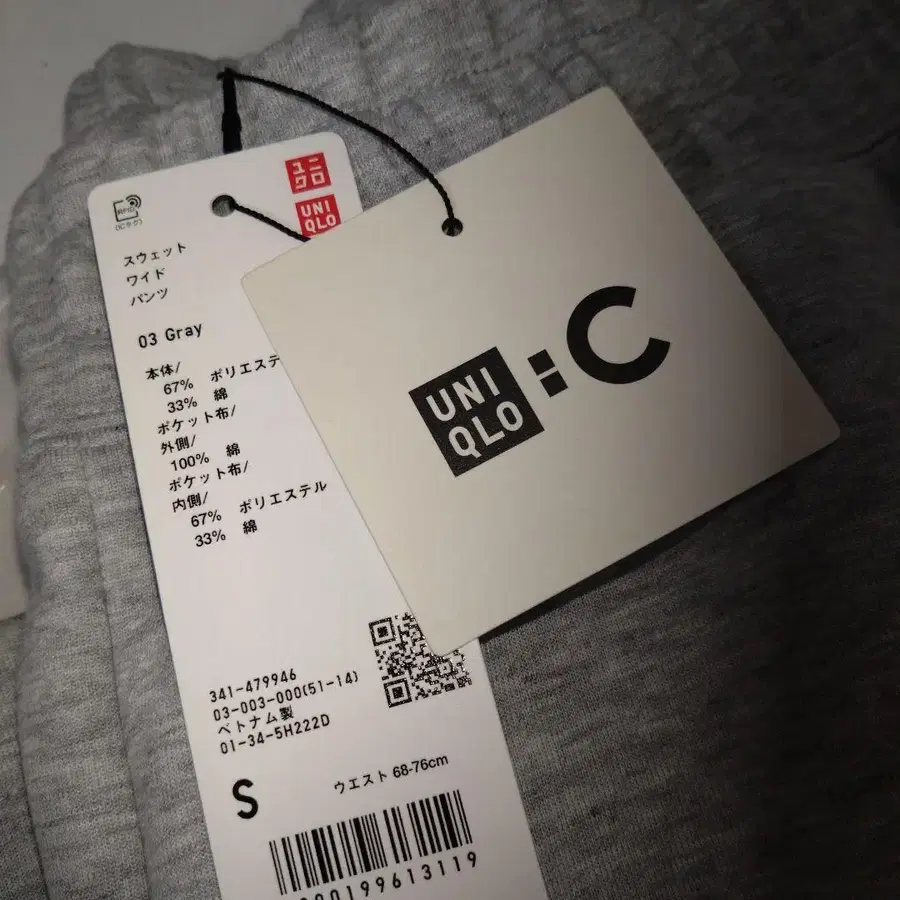 RFID
(ICタグ)
ユニ
クロ
UNI
QLO
スウェット
ワイド
パンツ
03 Gray
本体/
67% ポリエステ
33% 綿
ポケット布/
外側/
100% 綿
ポケット布/
内側/
67% ポリエステル
33% 綿
341-479946
03-003-000(51-14)
ベトナム製
01-34-5H222D
S ウエスト 68-76cm
000199613119
UNI
QLO
:C